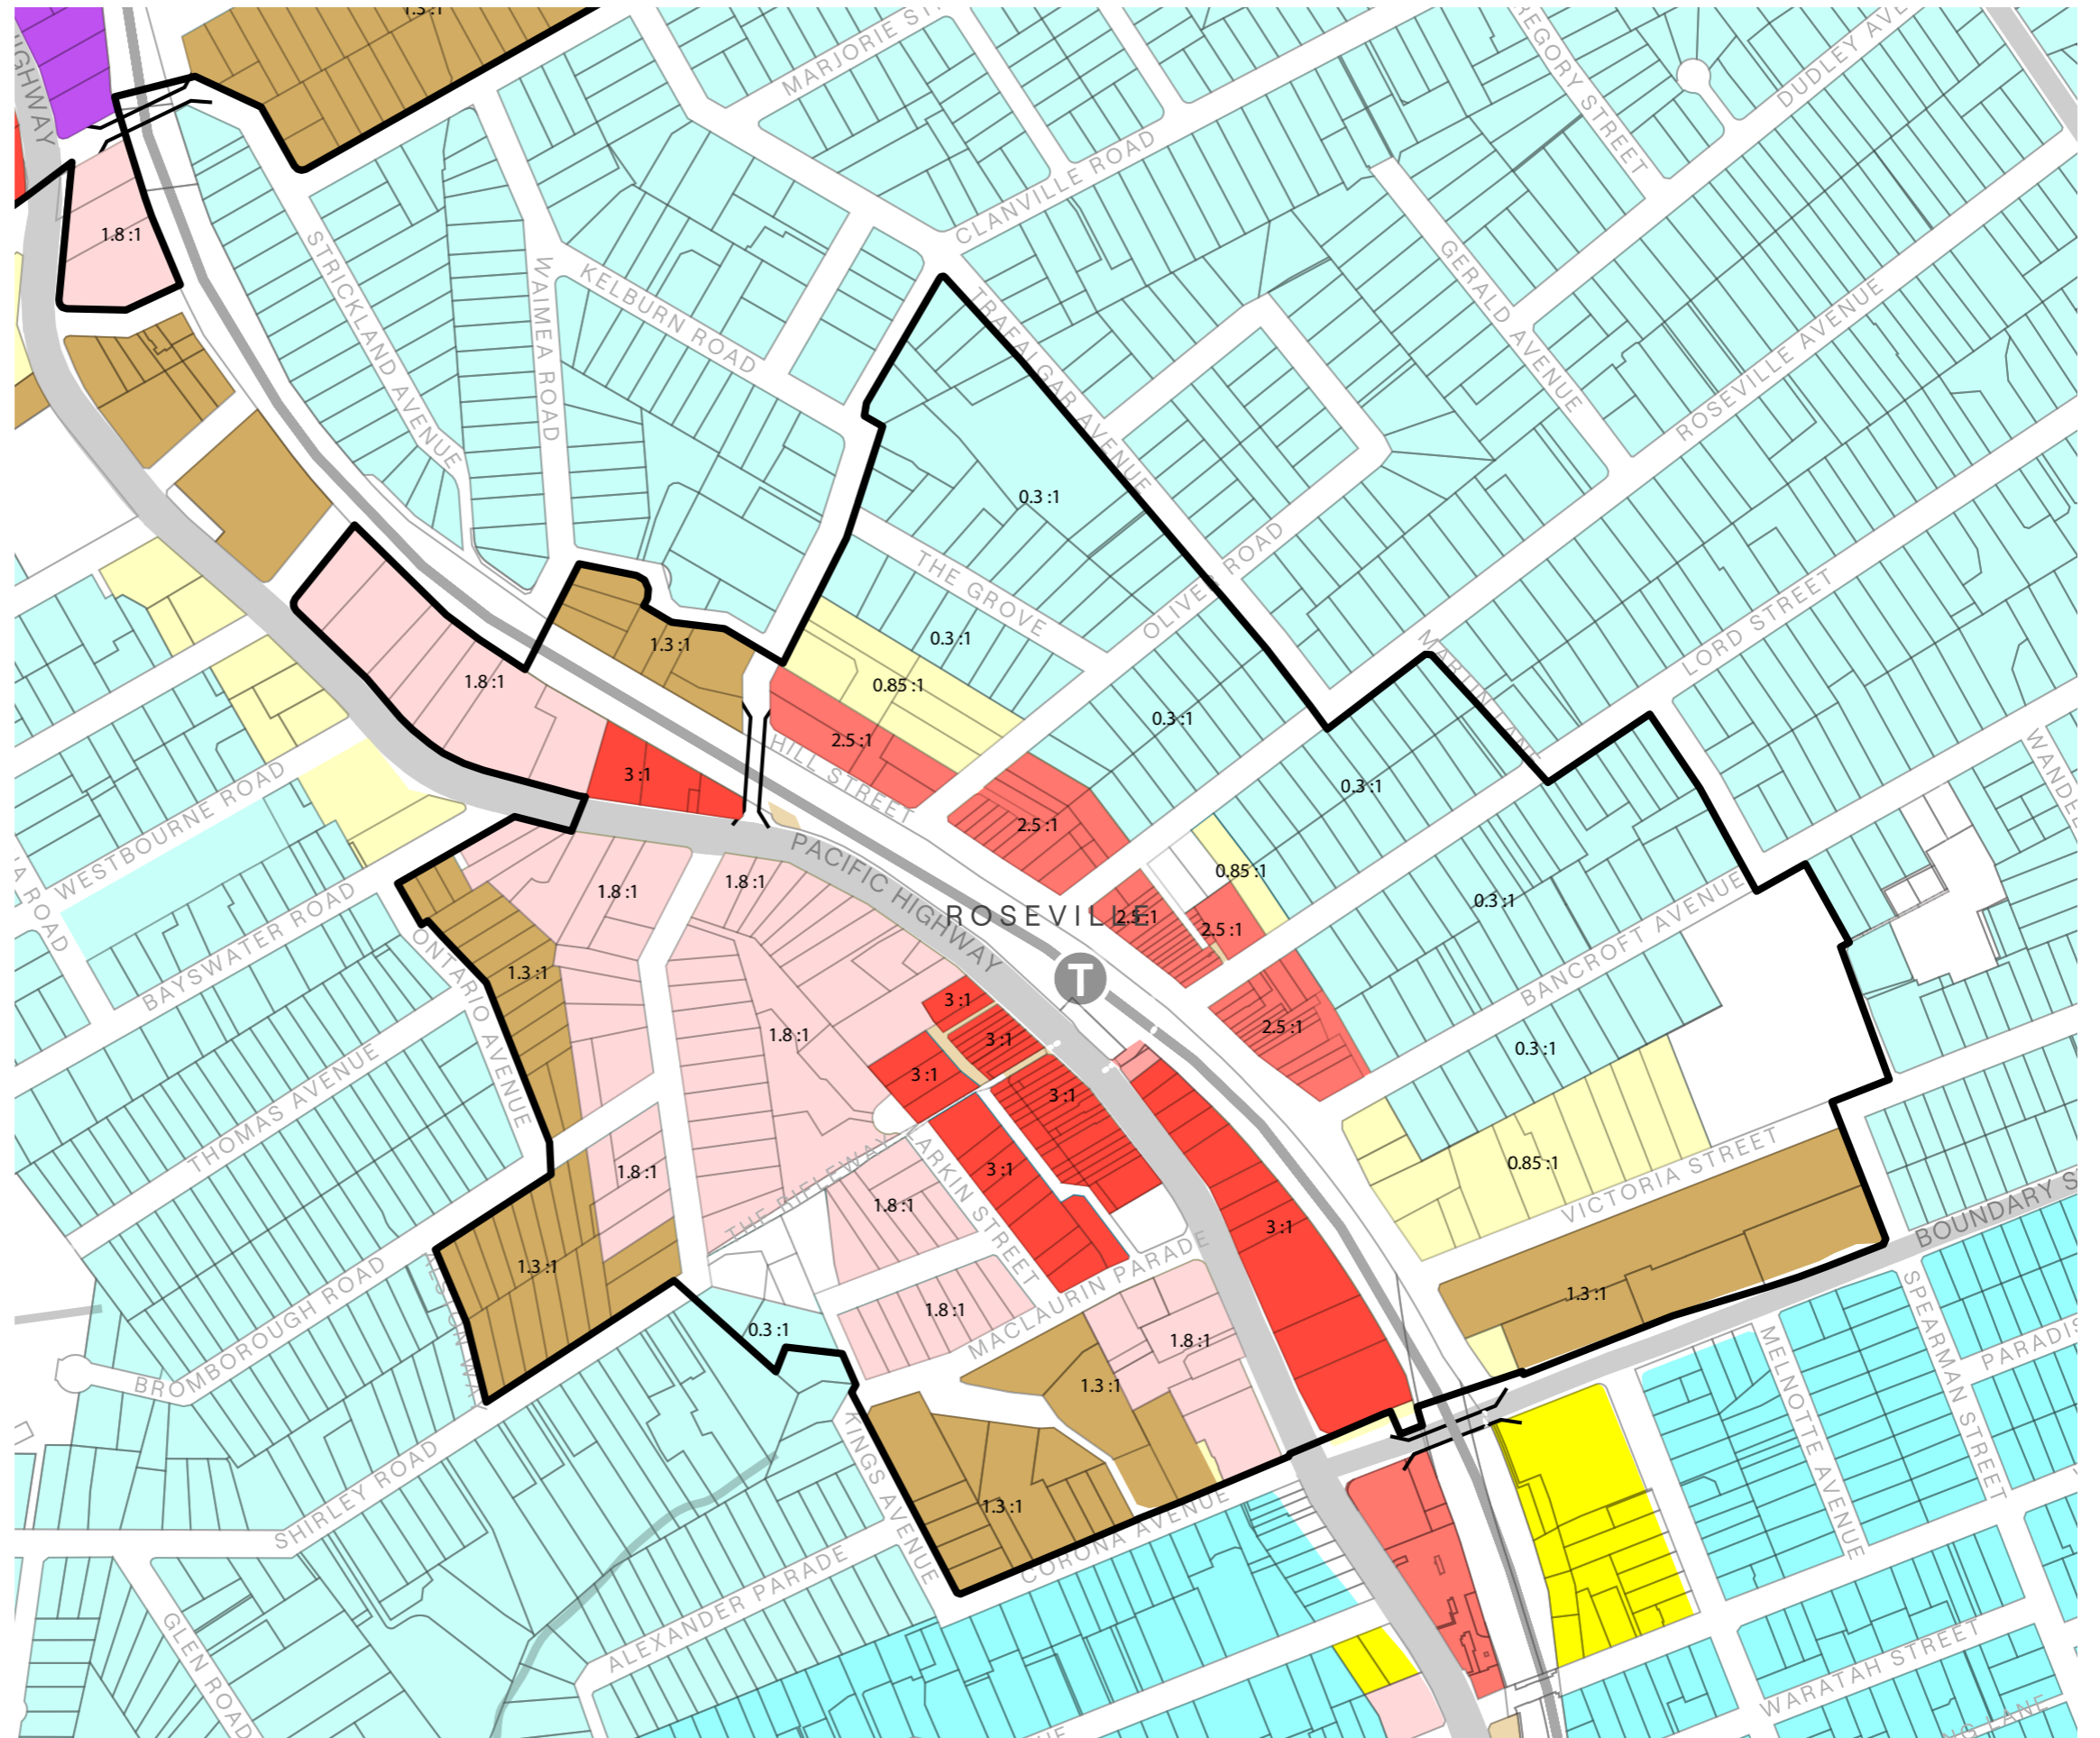 1.3 :1
MARJORIE
DUDLEY
HIGHWAY
CLANVILLE ROAD
1.8 :1
STRICKLAND AVENUE
WAIMEA ROAD
KELBURN ROAD
TRAFALGAR AVENUE
GERALD AVENUE
ROSEVILLE AVENUE
0.3 :1
THE GROVE
OLIVER ROAD
0.3 :1
1.3 :1
1.8 :1
0.85 :1
LORD STREET
0.3 :1
2.5 :1
HILL STREET
3 :1
0.3 :1
WESTBOURNE ROAD
2.5 :1
PACIFIC HIGHWAY
0.85 :1
1.8 :1
1.8 :1
ROSEVILLE
2.5 :1
2.5 :1
0.3 :1
BANCROFT AVENUE
BAYSWATER ROAD
ONTARIO AVENUE
1.3 :1
T
3 :1
1.8 :1
3 :1
2.5 :1
0.3 :1
3 :1
3 :1
THOMAS AVENUE
1.8 :1
3 :1
0.85 :1
THE RIFLEWAY
LARKIN STREET
1.8 :1
VICTORIA STREET
3 :1
BOUNDARY
1.3 :1
BROMBOROUGH ROAD
MACLAURIN PARADE
1.8 :1
1.3 :1
0.3 :1
1.8 :1
1.3 :1
SPEARMAN STREET
MELNOTTE AVENUE
SHIRLEY ROAD
KINGS AVENUE
1.3 :1
CORONA AVENUE
ALEXANDER PARADE
GLEN ROAD
WARATAH STREET
LANE